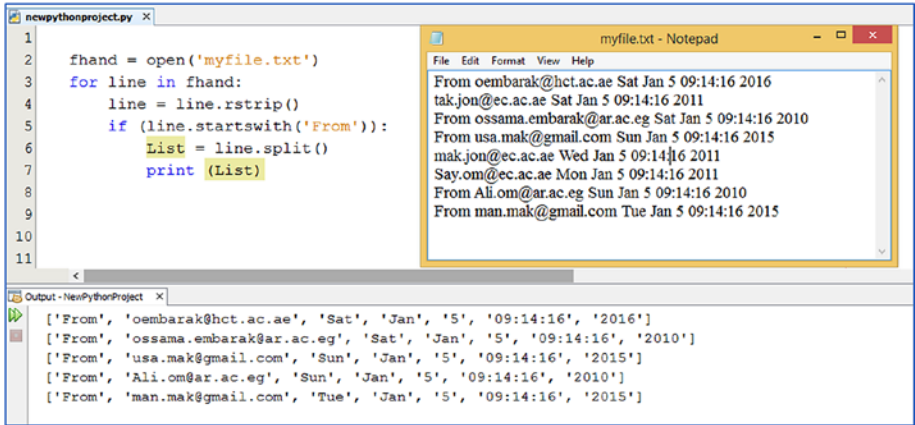 newpythonproject.py ×
1
2 fhand = open('myfile.txt')
3 for line in fhand:
4 line = line.rstrip()
5 if (line.startswith('From')):
6 List = line.split()
7 print (List)
8
9
10
11
myfile.txt - Notepad
File Edit Format View Help
From oembarak@hct.ac.ae Sat Jan 5 09:14:16 2016
tak.jon@ec.ac.ae Sat Jan 5 09:14:16 2011
From ossama.embarak@ar.ac.eg Sat Jan 5 09:14:16 2010
From usa.mak@gmail.com Sun Jan 5 09:14:16 2015
mak.jon@ec.ac.ae Wed Jan 5 09:14:16 2011
Say.om@ec.ac.ae Mon Jan 5 09:14:16 2011
From Ali.om@ar.ac.eg Sun Jan 5 09:14:16 2010
From man.mak@gmail.com Tue Jan 5 09:14:16 2015
Output - NewPythonProject ×
['From', 'oembarak@hct.ac.ae', 'Sat', 'Jan', '5', '09:14:16', '2016']
['From', 'ossama.embarak@ar.ac.eg', 'Sat', 'Jan', '5', '09:14:16', '2010']
['From', 'usa.mak@gmail.com', 'Sun', 'Jan', '5', '09:14:16', '2015']
['From', 'Ali.om@ar.ac.eg', 'Sun', 'Jan', '5', '09:14:16', '2010']
['From', 'man.mak@gmail.com', 'Tue', 'Jan', '5', '09:14:16', '2015']